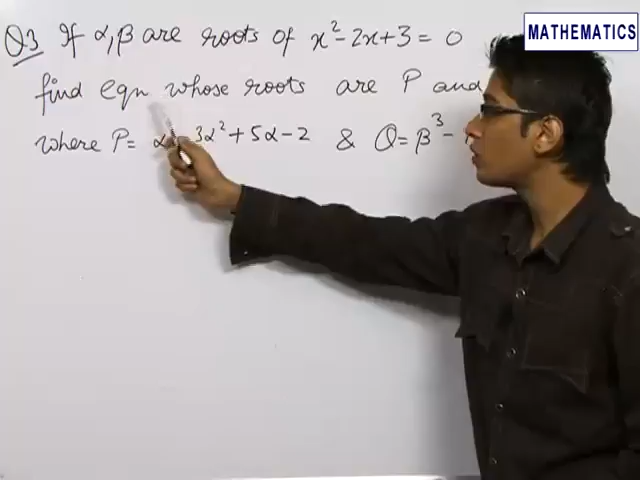 MATHEMATICS
Q3 If α, β are roots of x² - 2x + 3 = 0
find eqn whose roots are P and
where P = α 3α² + 5α - 2 & Q = β³ -